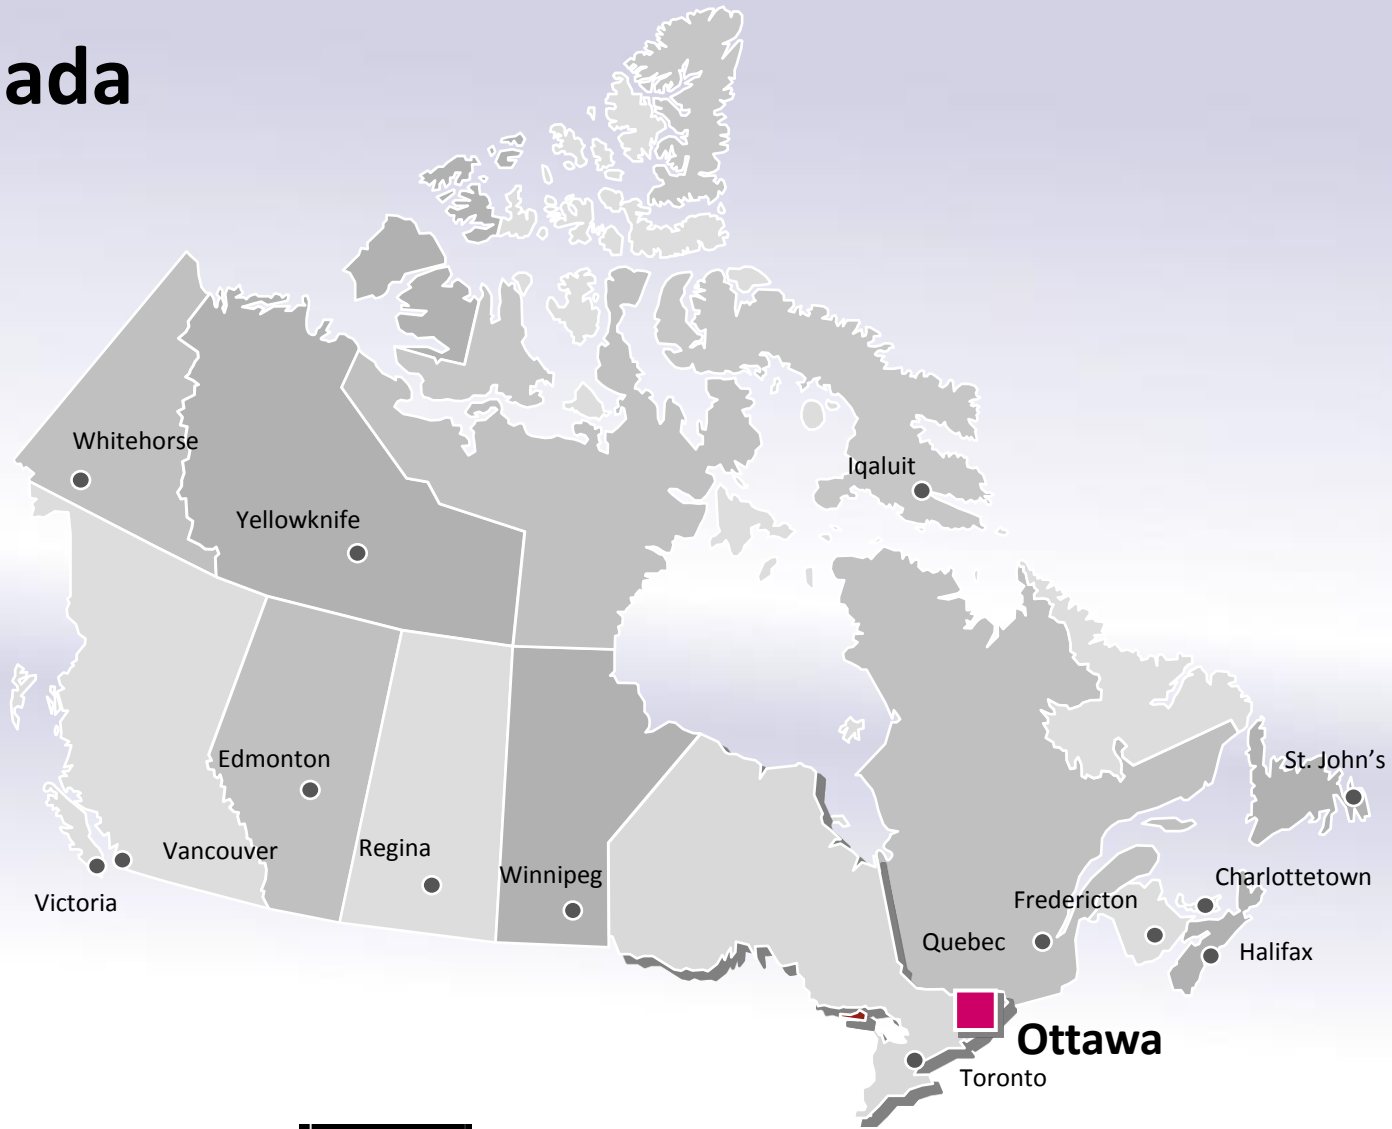 ada
Whitehorse
Iqaluit
Yellowknife
Edmonton
St. John’s
Vancouver
Regina
Winnipeg
Charlottetown
Victoria
Fredericton
Quebec
Halifax
Ottawa
Toronto